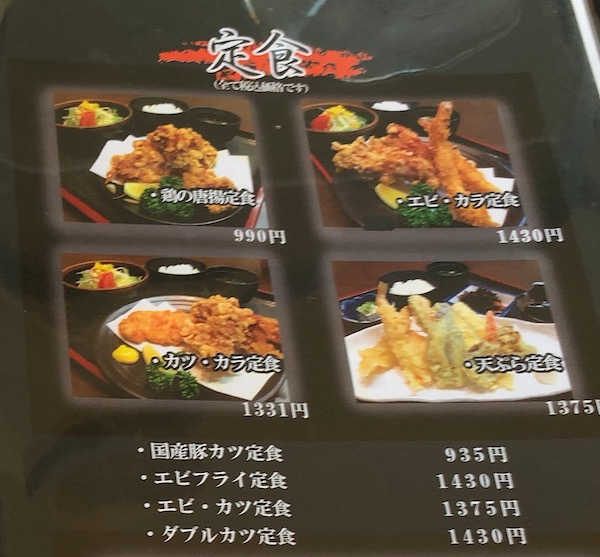 定食
(全て税込価格です)
・鶏の唐揚定食
990円
・エビ・カラ定食
1430円
・カツ・カラ定食
1331円
・天ぷら定食
1375円
・国産豚カツ定食 935円
・エビフライ定食 1430円
・エビ・カツ定食 1375円
・ダブルカツ定食 1430円